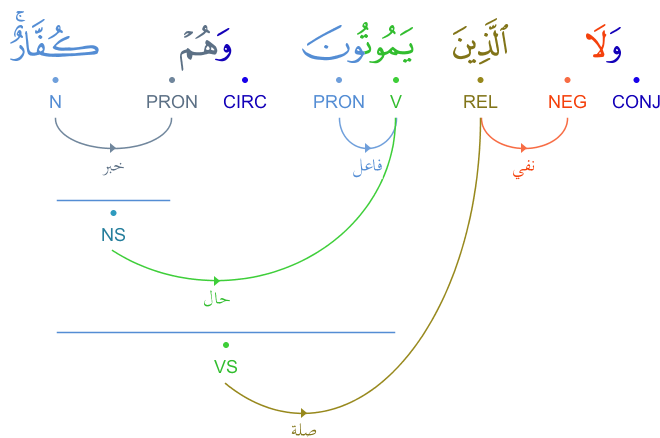 وَلَا ٱلَّذِينَ يَمُوتُونَ وَهُمْ كُفَّارٌ ۚ
CONJ NEG REL V PRON CIRC PRON N
نفي فاعل خبر
NS
حال
VS
صلة